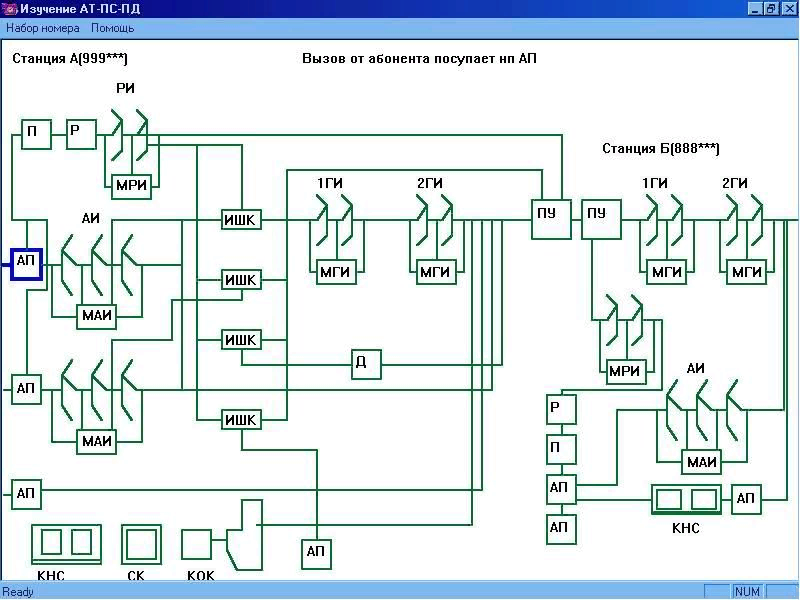 Изучение АТ-ПС-ПД
Набор номера Помощь
Станция А(999***)
Вызов от абонента посупает нп АП
РИ
П
Р
МРИ
Станция Б(888***)
1ГИ
2ГИ
1ГИ
2ГИ
АИ
ИШК
ПУ
ПУ
АП
МГИ
МГИ
МГИ
МГИ
ИШК
МАИ
ИШК
Д
МРИ
АИ
АП
Р
ИШК
МАИ
П
МАИ
АП
АП
АП
АП
КНС
АП
КНС
СК
КОК
Ready
NUM